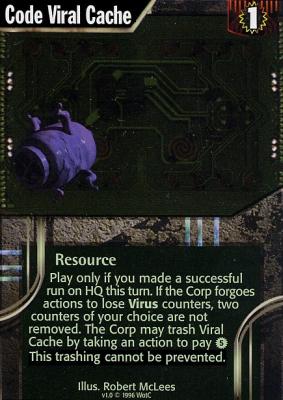 Code Viral Cache
1
Resource
Play only if you made a successful
run on HQ this turn. If the Corp forgoes
actions to lose Virus counters, two
counters of your choice are not
removed. The Corp may trash Viral
Cache by taking an action to pay 5
This trashing cannot be prevented.
Illus. Robert McLees
v1.0 © 1996 WotC